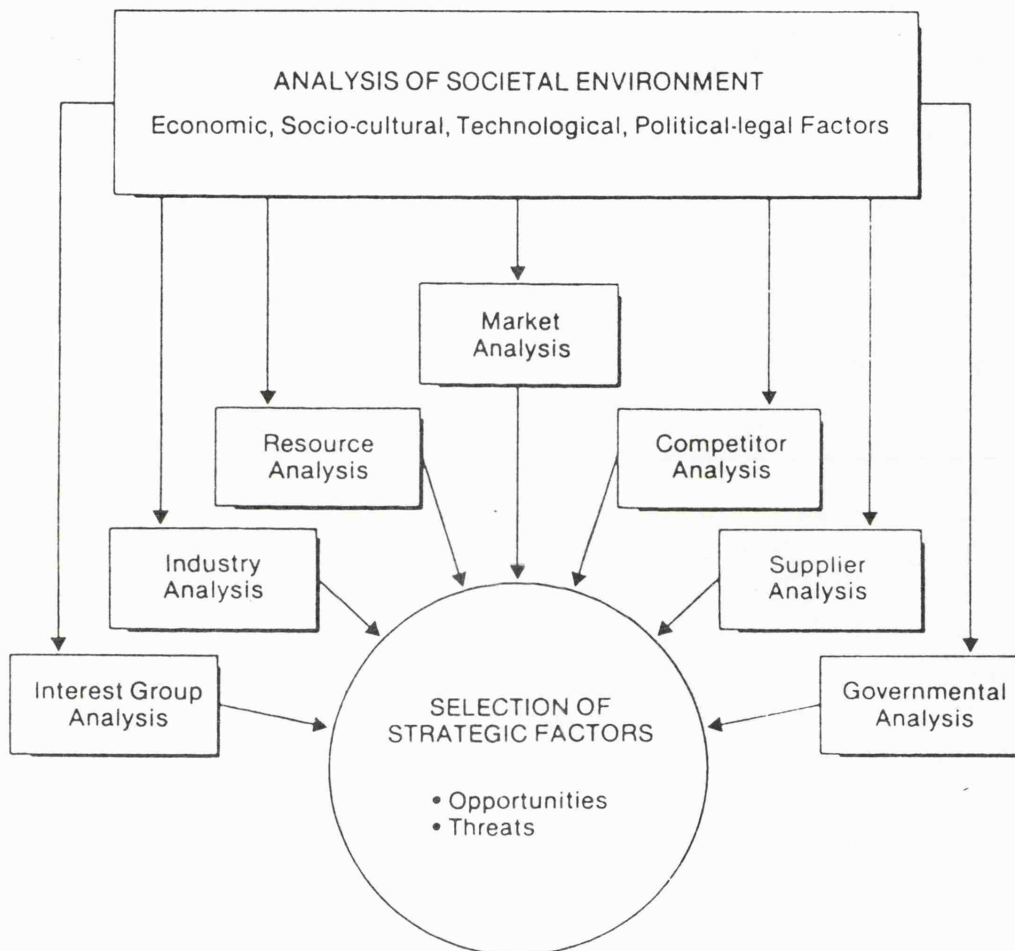 ANALYSIS OF SOCIETAL ENVIRONMENT
Economic, Socio-cultural, Technological, Political-legal Factors
Market
Analysis
Resource
Analysis
Competitor
Analysis
Industry
Analysis
Supplier
Analysis
Interest Group
Analysis
Governmental
Analysis
SELECTION OF
STRATEGIC FACTORS
• Opportunities
• Threats